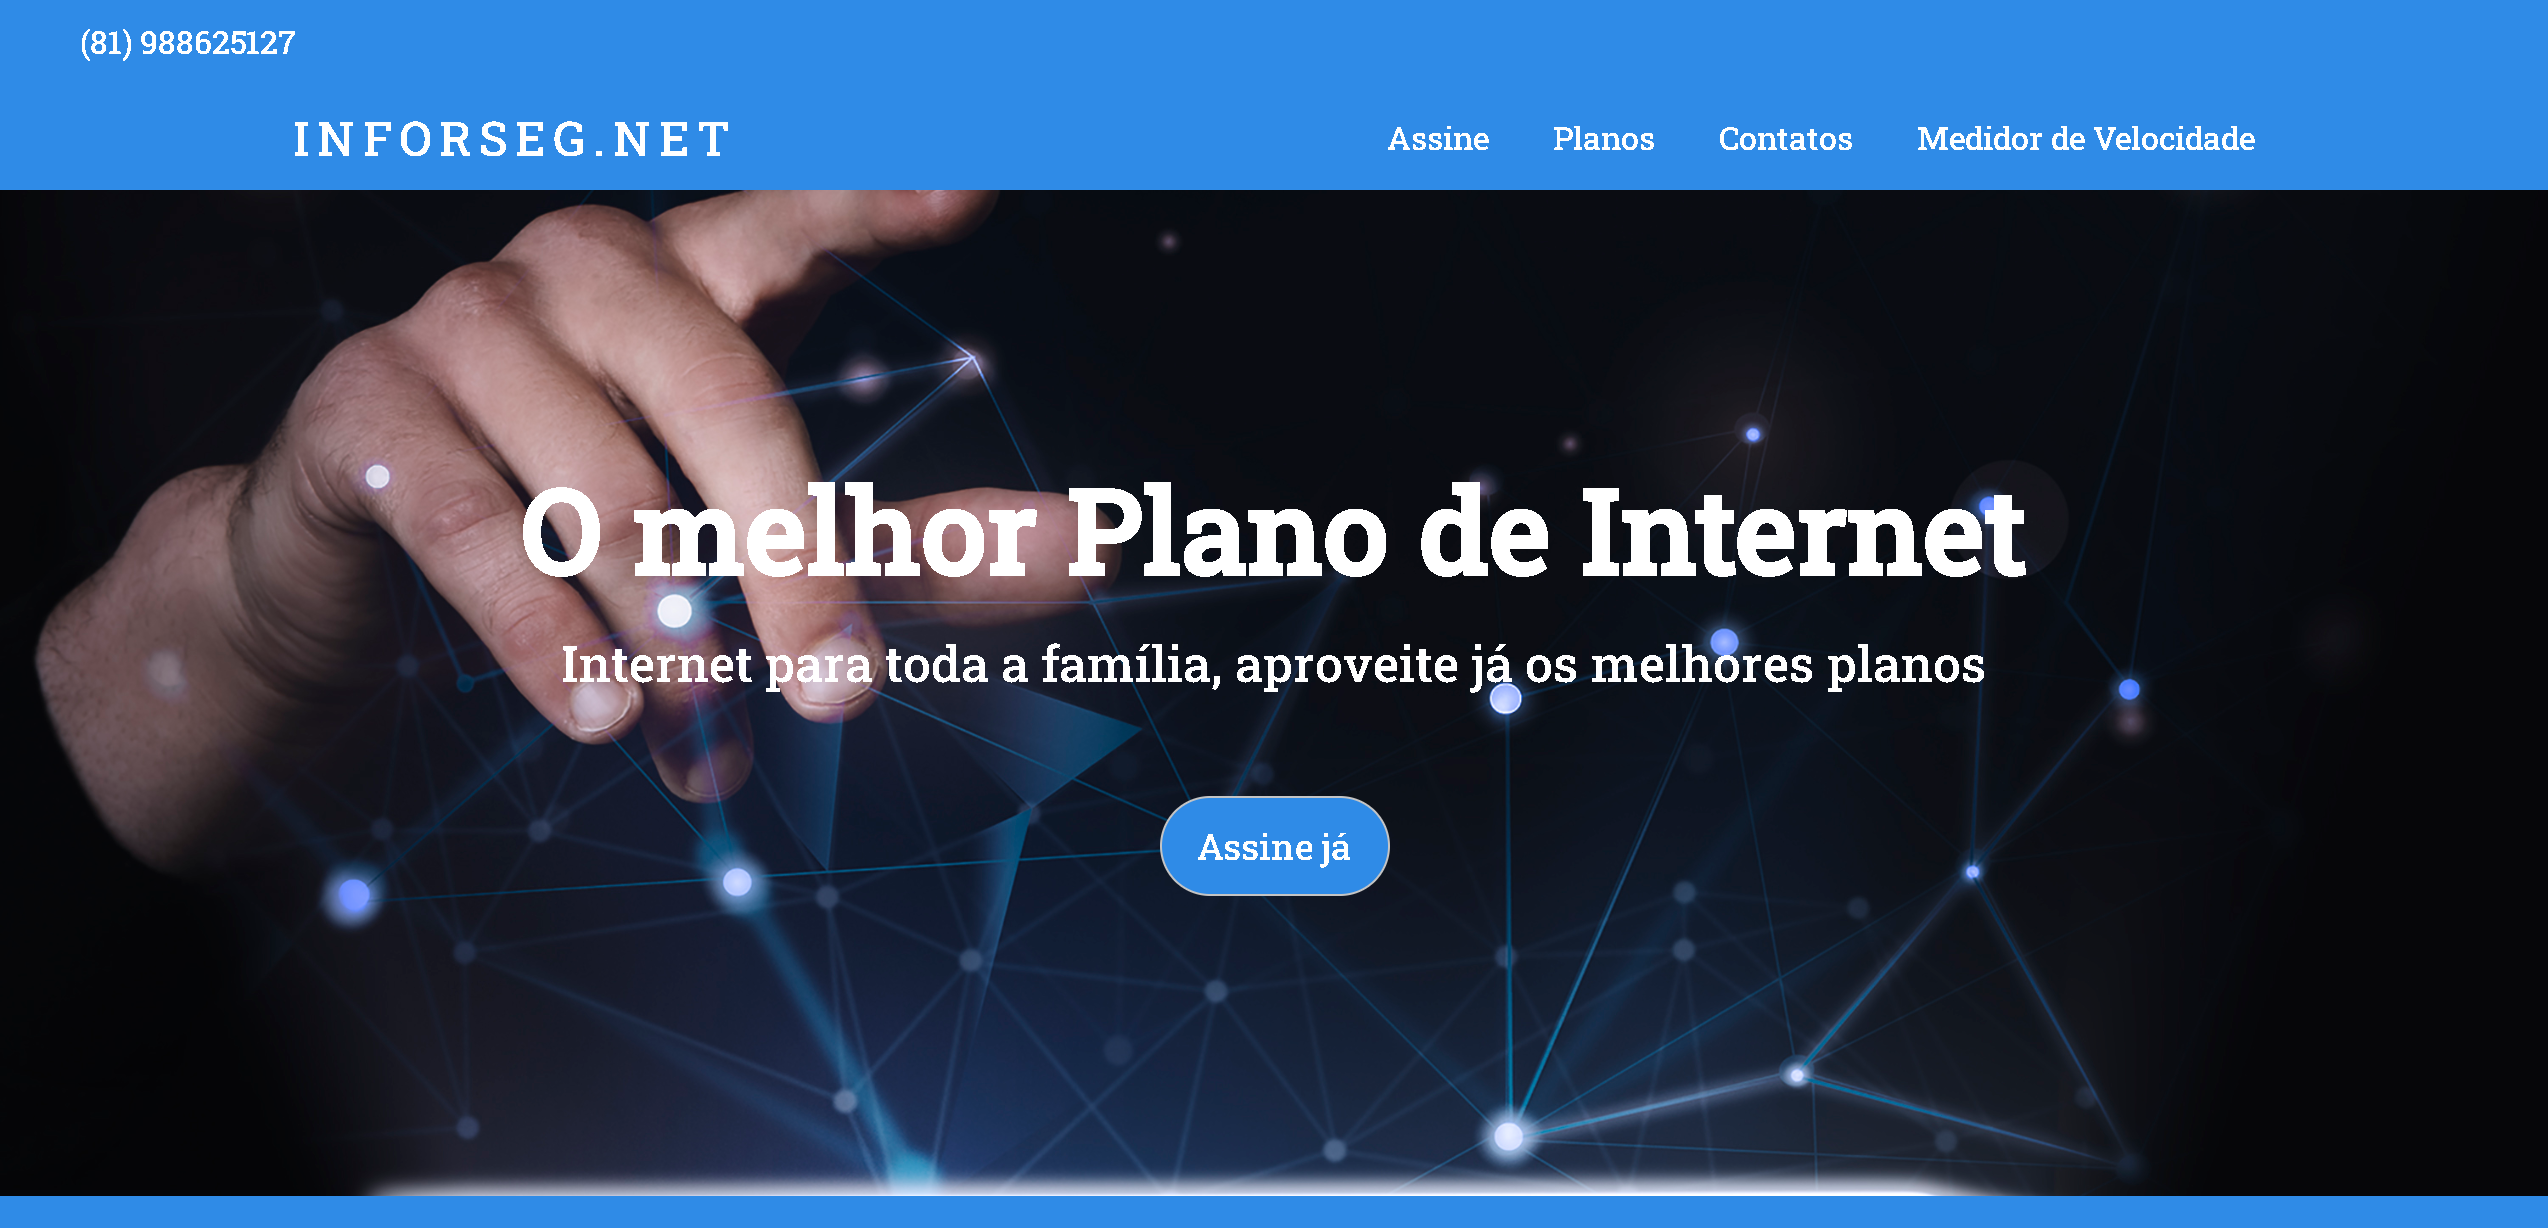 (81) 988625127
INFORSEG.NET
Assine Planos Contatos Medidor de Velocidade
O melhor Plano de Internet
Internet para toda a família, aproveite já os melhores planos
Assine já